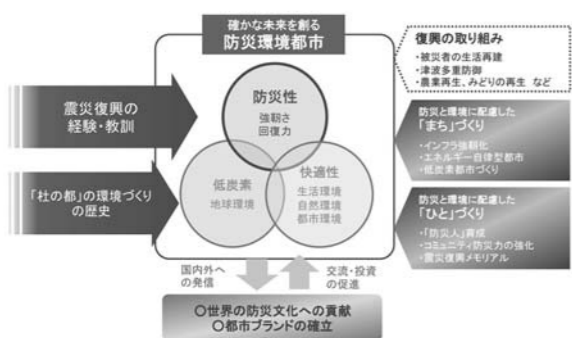 確かな未来を創る
防災環境都市
震災復興の
経験・教訓
「杜の都」の環境づくり
の歴史
防災性
強靱さ
回復力
低炭素
地球環境
快適性
生活環境
自然環境
都市環境
復興の取り組み
・被災者の生活再建
・津波多重防御
・農業再生、みどりの再生 など
防災と環境に配慮した
「まち」づくり
・インフラ強靱化
・エネルギー自律型都市
・低炭素都市づくり
防災と環境に配慮した
「ひと」づくり
・「防災人」育成
・コミュニティ防災力の強化
・震災復興メモリアル
国内外へ
の発信
交流・投資
の促進
○世界の防災文化への貢献
○都市ブランドの確立